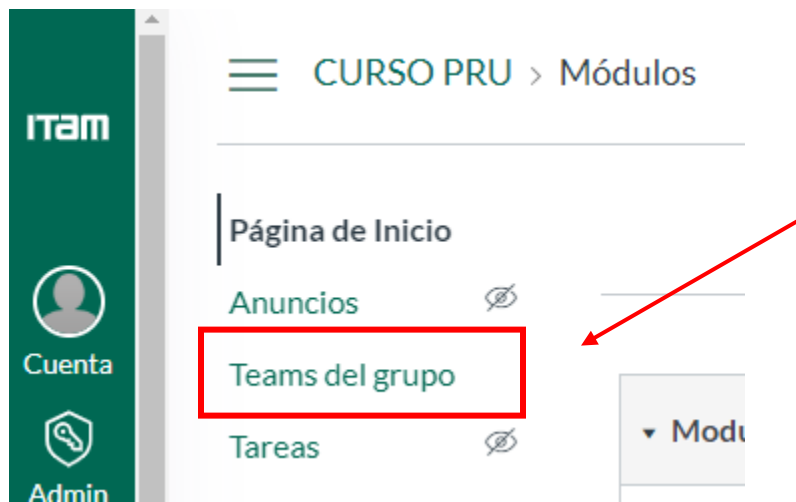 ITAM
Cuenta
Admin
CURSO PRU > Módulos
Página de Inicio
Anuncios
Teams del grupo
Tareas
Modu